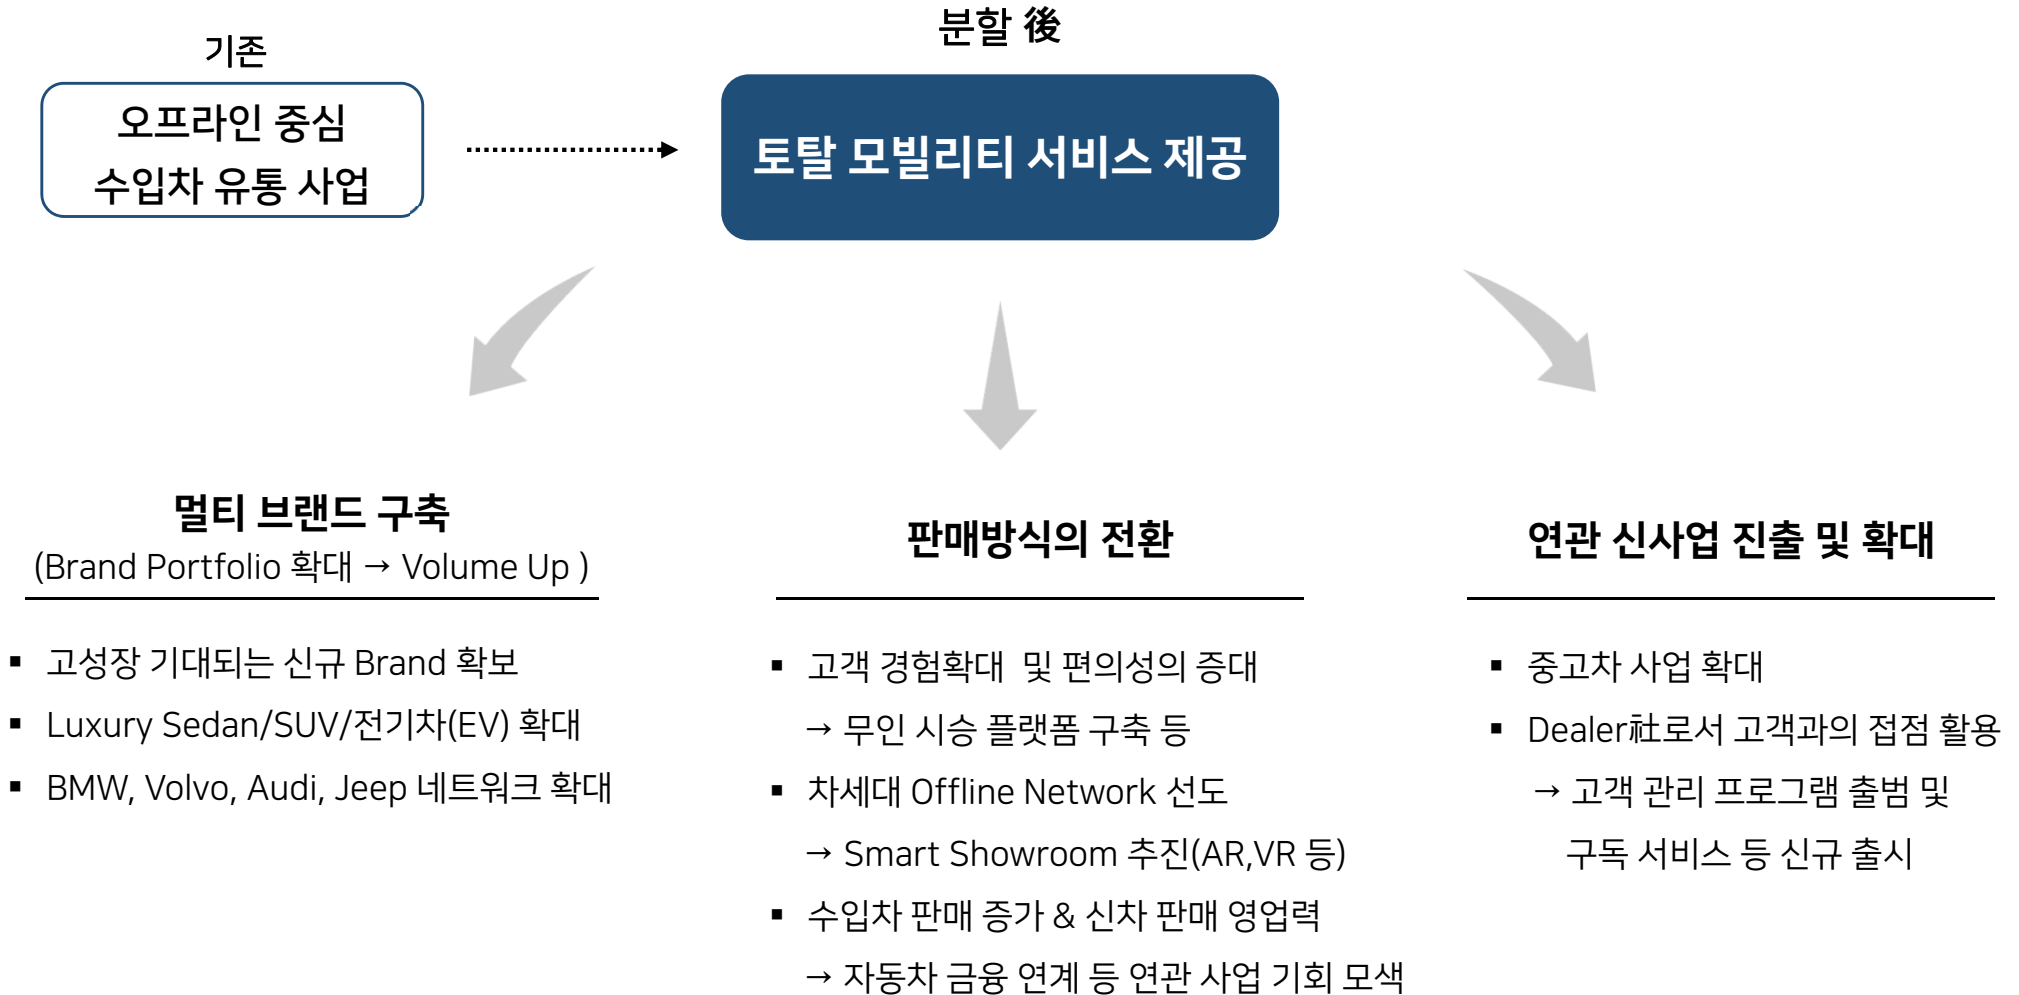 기존
오프라인 중심
수입차 유통 사업
분할 後
토탈 모빌리티 서비스 제공
멀티 브랜드 구축
(Brand Portfolio 확대 → Volume Up )
▪ 고성장 기대되는 신규 Brand 확보
▪ Luxury Sedan/SUV/전기차(EV) 확대
▪ BMW, Volvo, Audi, Jeep 네트워크 확대
판매방식의 전환
▪ 고객 경험확대 및 편의성의 증대
→ 무인 시승 플랫폼 구축 등
▪ 차세대 Offline Network 선도
→ Smart Showroom 추진(AR,VR 등)
▪ 수입차 판매 증가 & 신차 판매 영업력
→ 자동차 금융 연계 등 연관 사업 기회 모색
연관 신사업 진출 및 확대
▪ 중고차 사업 확대
▪ Dealer社로서 고객과의 접점 활용
→ 고객 관리 프로그램 출범 및
구독 서비스 등 신규 출시